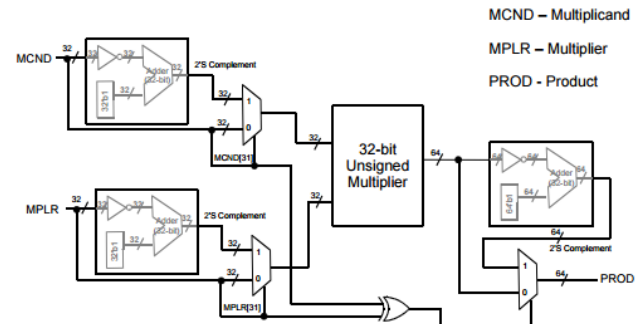 MCND – Multiplicand
MPLR – Multiplier
PROD - Product
MCND
32
32
32
Adder
(32-bit)
32
32'b1
32
2'S Complement
32
1
32
0
MCND[31]
32
32-bit
Unsigned
Multiplier
32
64
MPLR
32
32
32
Adder
(32-bit)
32
32'b1
32
2'S Complement
32
1
32
0
MPLR[31]
64
64
Adder
(32-bit)
64
64'b1
64
64
2'S Complement
1
0
64
PROD